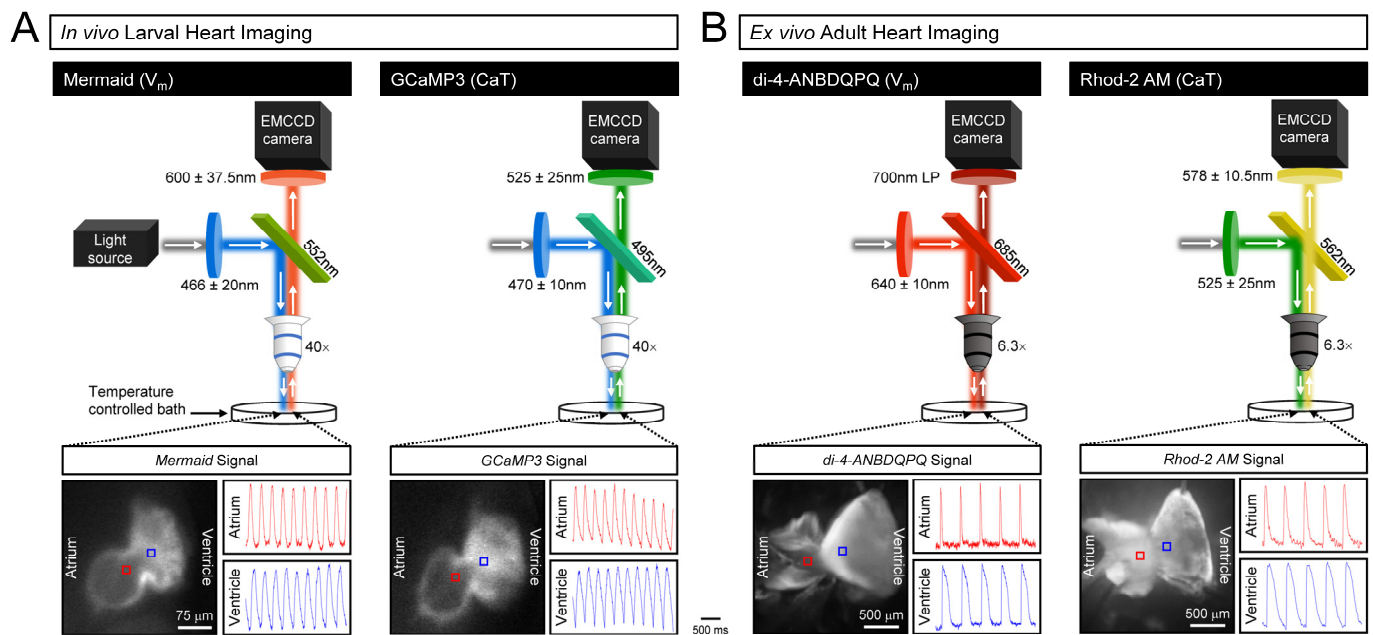 A
In vivo Larval Heart Imaging
B
Ex vivo Adult Heart Imaging
Mermaid (Vm)
GCaMP3 (CaT)
di-4-ANBDQPQ (Vm)
Rhod-2 AM (CaT)
EMCCD
camera
600 ± 37.5nm
Light
source
552nm
466 ± 20nm
40×
Temperature
controlled bath
EMCCD
camera
525 ± 25nm
495nm
470 ± 10nm
40×
EMCCD
camera
700nm LP
685nm
640 ± 10nm
6.3×
EMCCD
camera
578 ± 10.5nm
562nm
525 ± 25nm
6.3×
Mermaid Signal
Atrium
Ventricle
75 µm
Atrium
Ventricle
GCaMP3 Signal
Atrium
Ventricle
Atrium
Ventricle
500 ms
di-4-ANBDQPQ Signal
Atrium
Ventricle
500 µm
Atrium
Ventricle
Rhod-2 AM Signal
Atrium
Ventricle
500 µm
Atrium
Ventricle